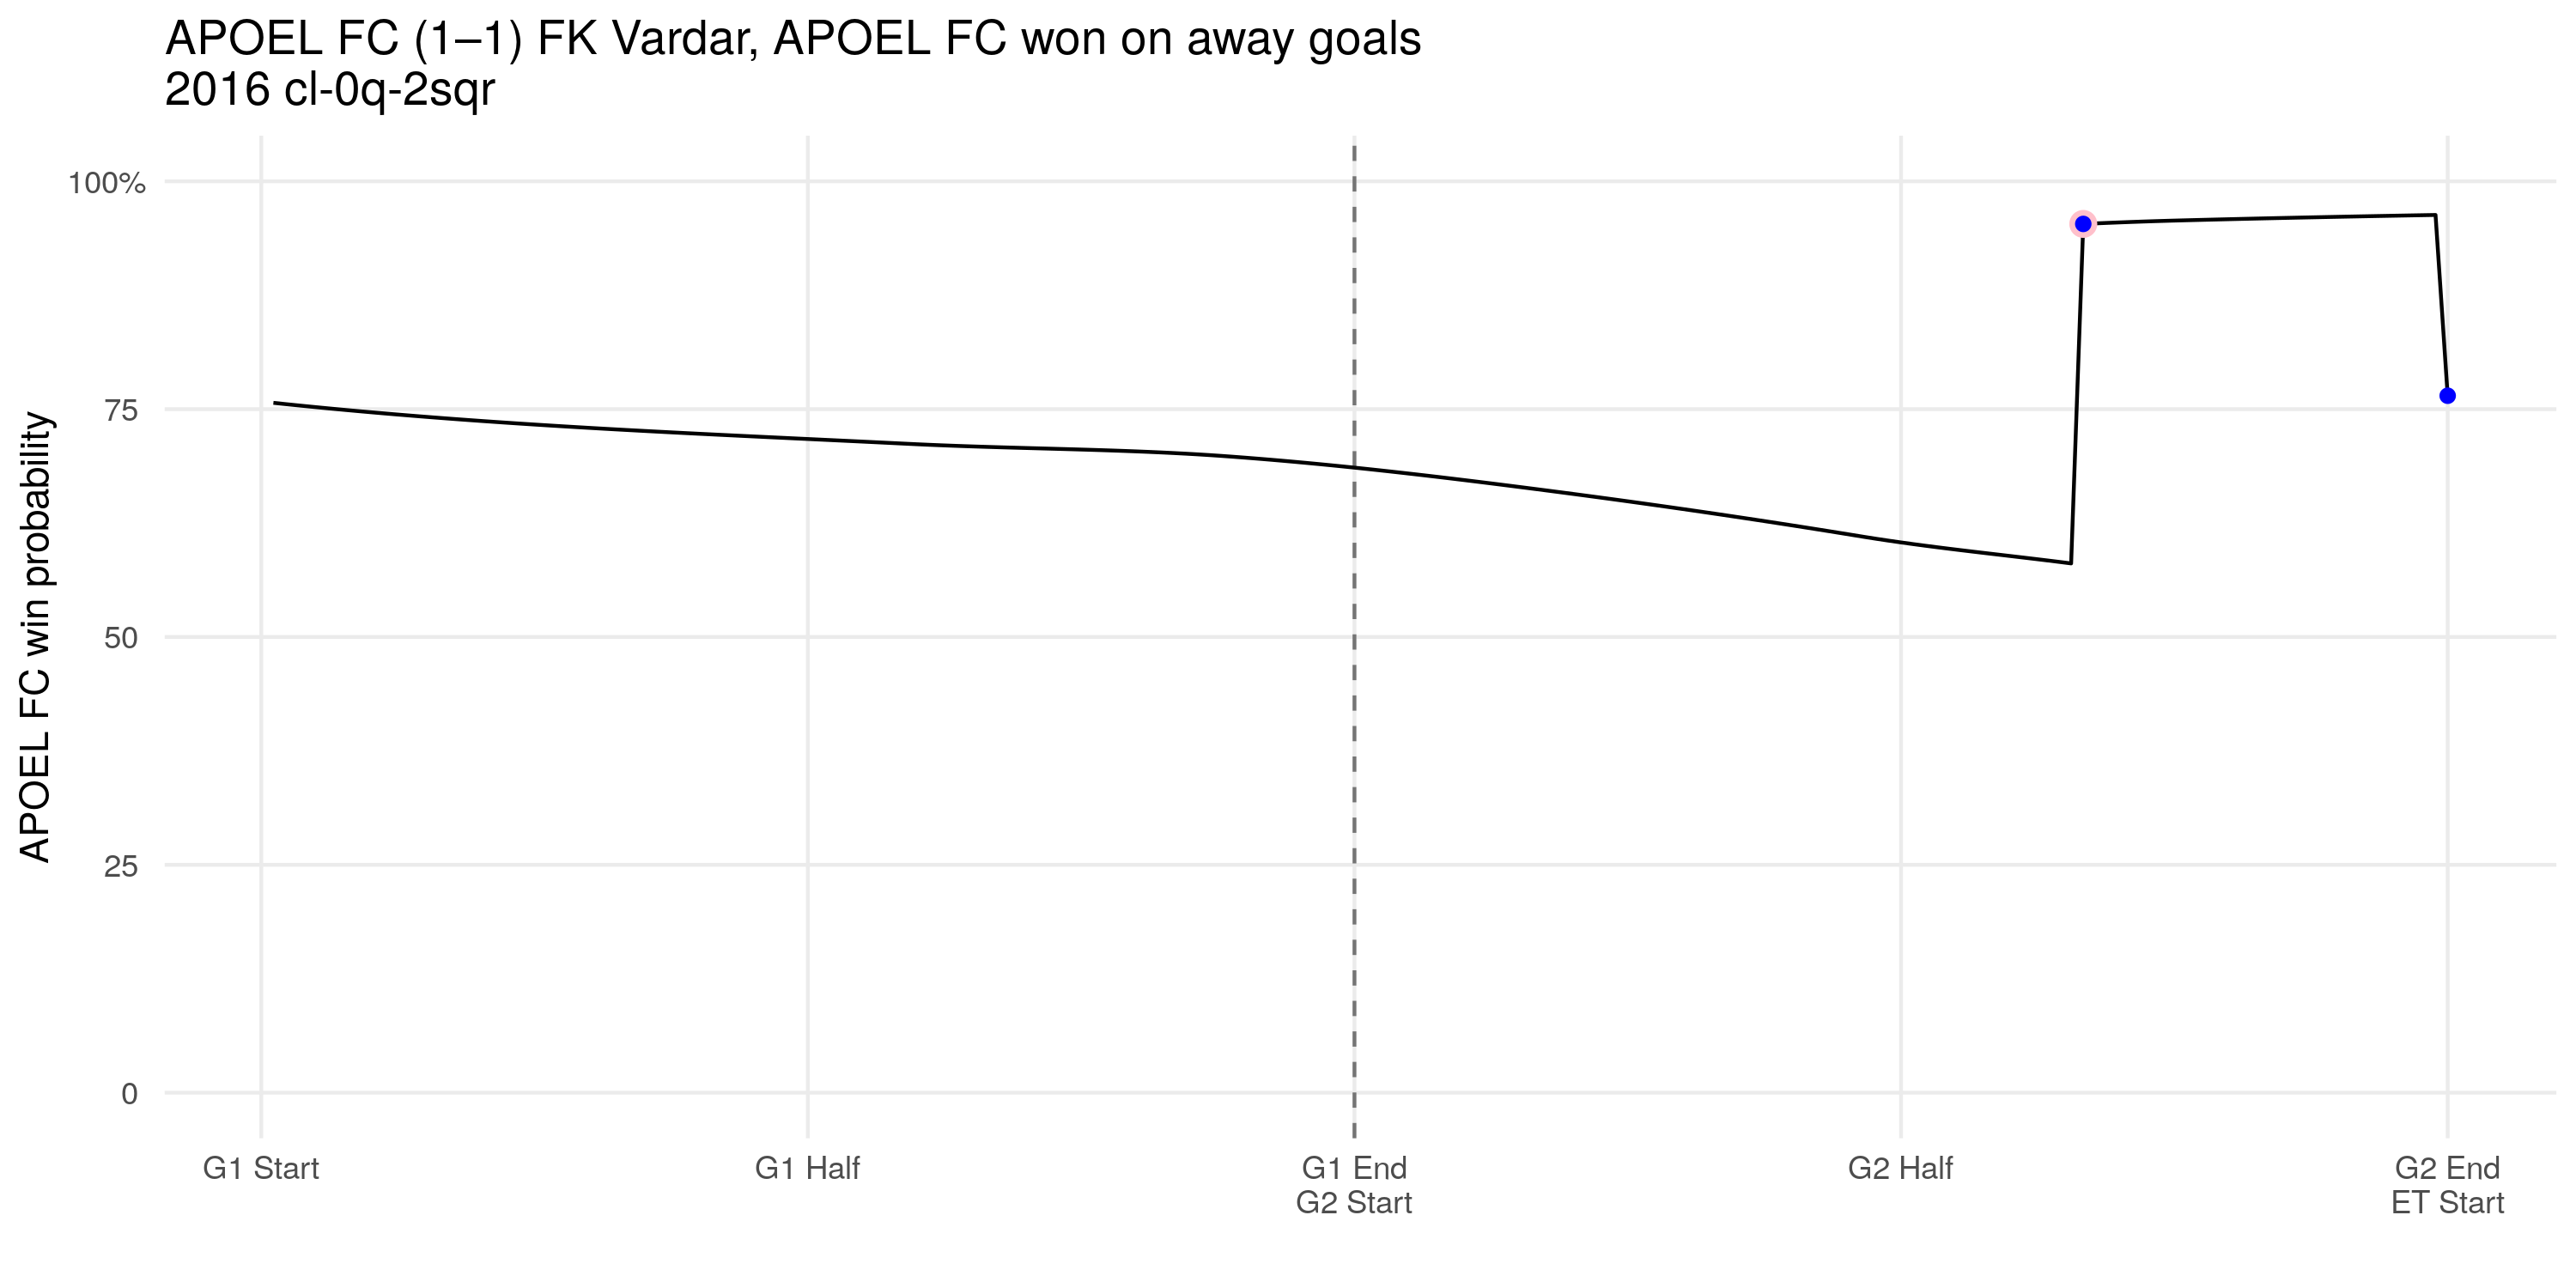 APOEL FC (1–1) FK Vardar, APOEL FC won on away goals
2016 cl-0q-2sqr
APOEL FC win probability
100%
75
50
25
0
G1 Start
G1 Half
G1 End
G2 Start
G2 Half
G2 End
ET Start